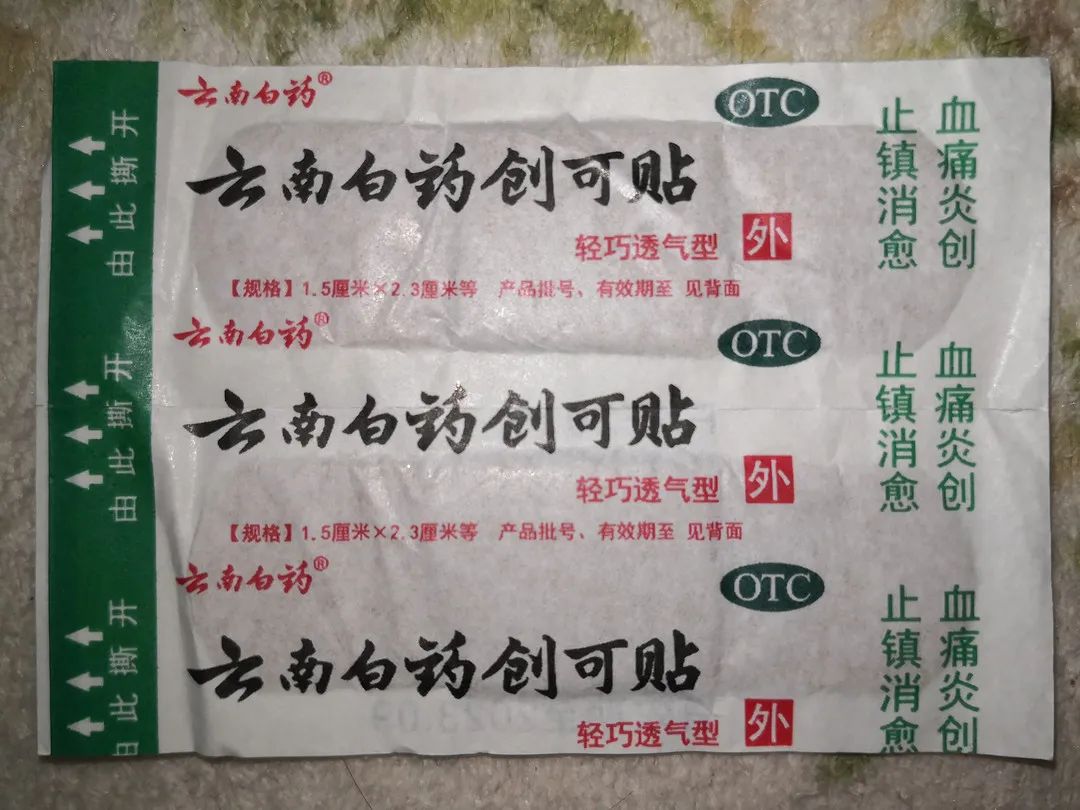 云南白药®
OTC
云南白药创可贴
轻巧透气型 外
【规格】1.5厘米×2.3厘米等 产品批号、有效期至 见背面
止血
镇痛
消炎
愈创
由此撕开
云南白药®
OTC
云南白药创可贴
轻巧透气型 外
【规格】1.5厘米×2.3厘米等 产品批号、有效期至 见背面
止血
镇痛
消炎
愈创
由此撕开
云南白药®
OTC
云南白药创可贴
轻巧透气型 外
止血
镇痛
消炎
愈创
由此撕开